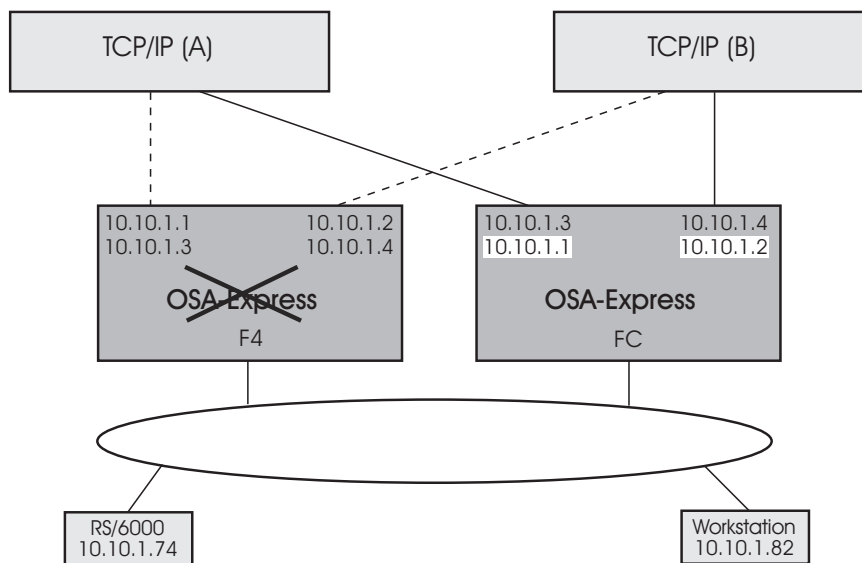 TCP/IP (A)
TCP/IP (B)
10.10.1.1 10.10.1.2
10.10.1.3 10.10.1.4
OSA-Express
F4
10.10.1.3 10.10.1.4
10.10.1.1 10.10.1.2
OSA-Express
FC
RS/6000
10.10.1.74
Workstation
10.10.1.82